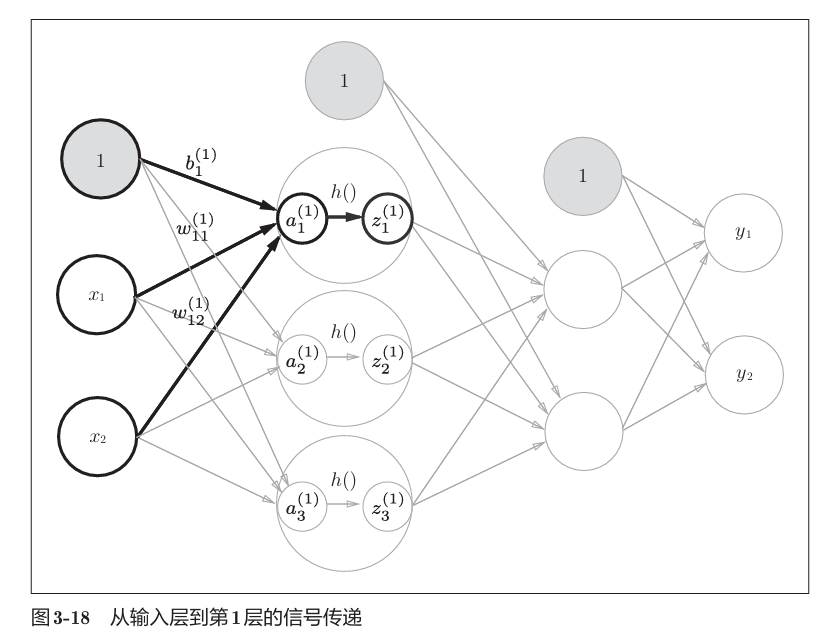 1
1
b_1^{(1)}
h()
1
w_{11}^{(1)}
a_1^{(1)}
z_1^{(1)}
y_1
x_1
w_{12}^{(1)}
h()
a_2^{(1)}
z_2^{(1)}
y_2
x_2
h()
a_3^{(1)}
z_3^{(1)}
图3-18 从输入层到第1层的信号传递